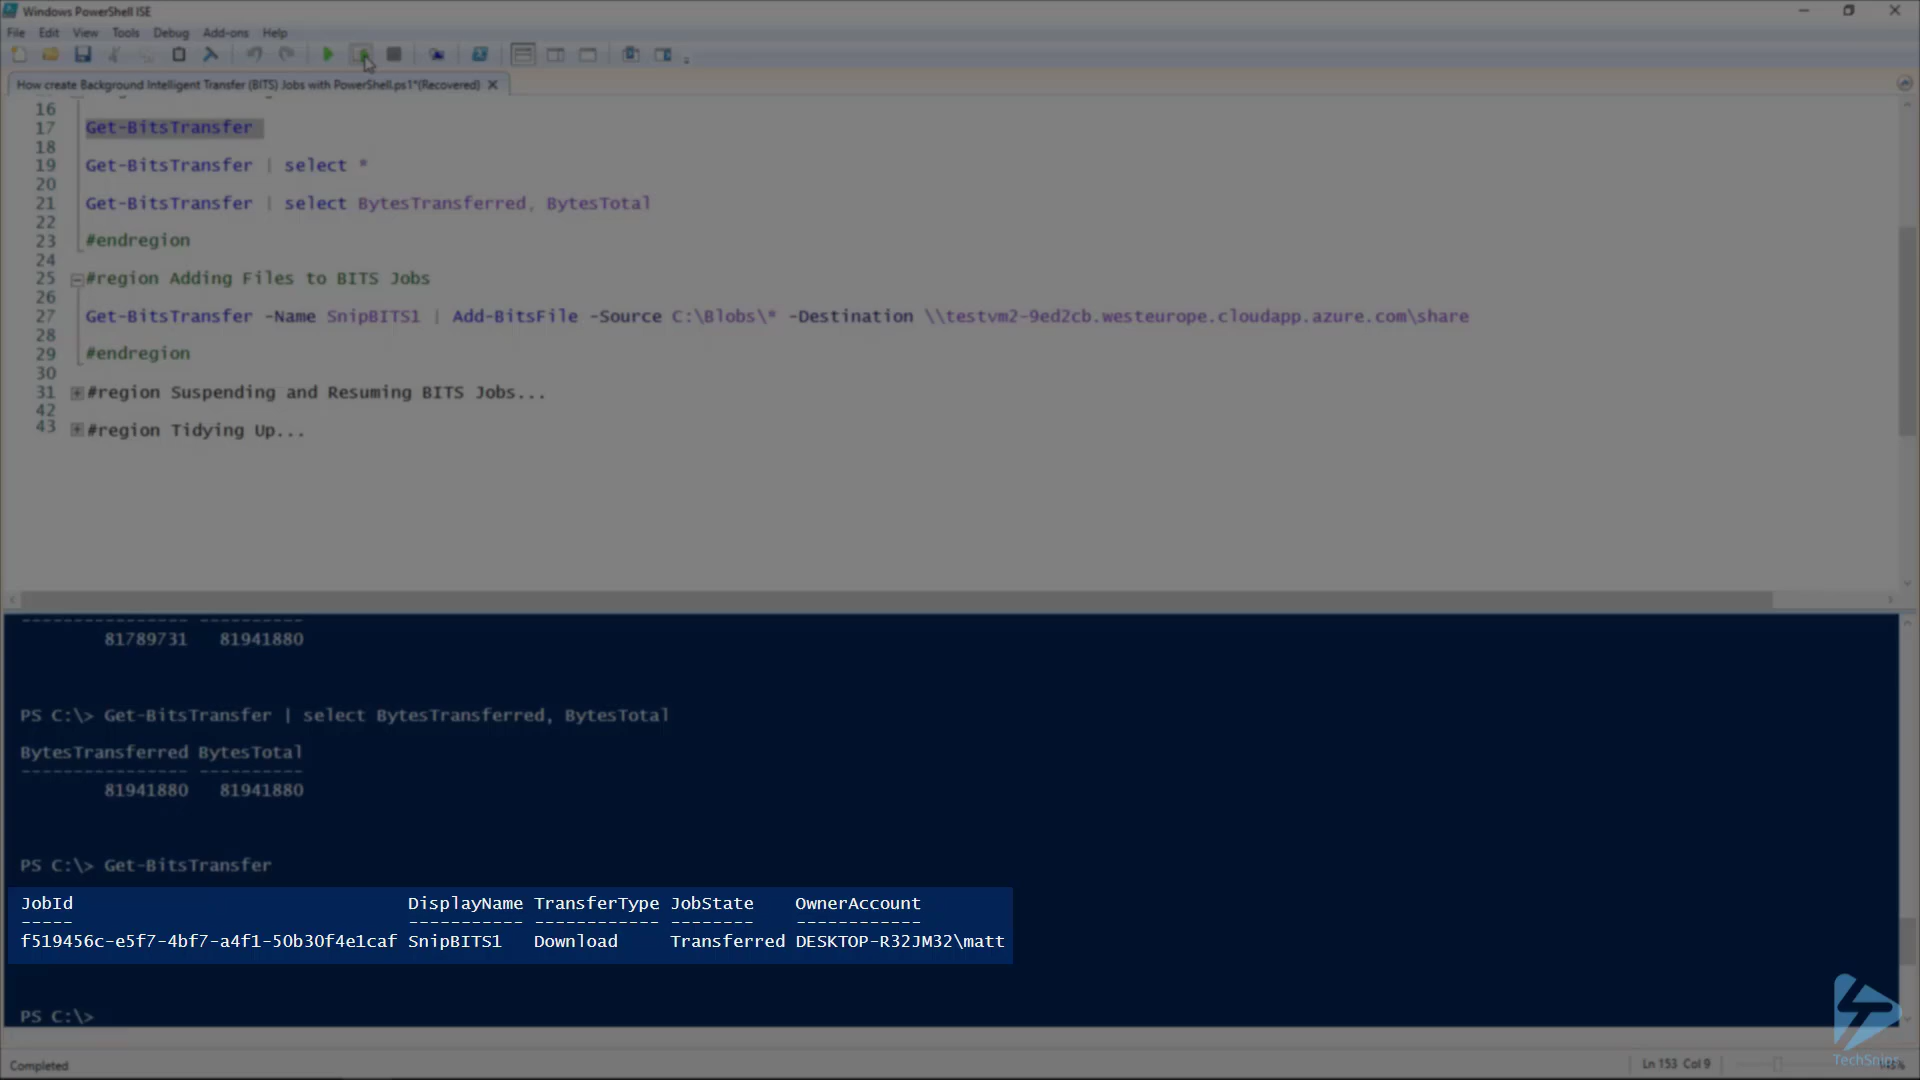 Windows PowerShell ISE
File Edit View Tools Debug Add-ons Help
How create Background Intelligent Transfer (BITS) Jobs with PowerShell.ps1*(Recovered)
16
17 Get-BitsTransfer
18
19 Get-BitsTransfer | select *
20
21 Get-BitsTransfer | select BytesTransferred, BytesTotal
22
23 #endregion
24
25 #region Adding Files to BITS Jobs
26
27 Get-BitsTransfer -Name SnipBITS1 | Add-BitsFile -Source C:\Blobs\* -Destination \\testvm2-9ed2cb.westeurope.cloudapp.azure.com\share
28
29 #endregion
30
31 #region Suspending and Resuming BITS Jobs...
42
43 #region Tidying Up...
---------------- ----------
81789731 81941880
PS C:\> Get-BitsTransfer | select BytesTransferred, BytesTotal
BytesTransferred BytesTotal
---------------- ----------
81941880 81941880
PS C:\> Get-BitsTransfer
JobId DisplayName TransferType JobState OwnerAccount
----- ----------- ------------ -------- ------------
f519456c-e5f7-4bf7-a4f1-50b30f4e1caf SnipBITS1 Download Transferred DESKTOP-R32JM32\matt
PS C:\>
Completed
Ln 153 Col 9
TechSnips